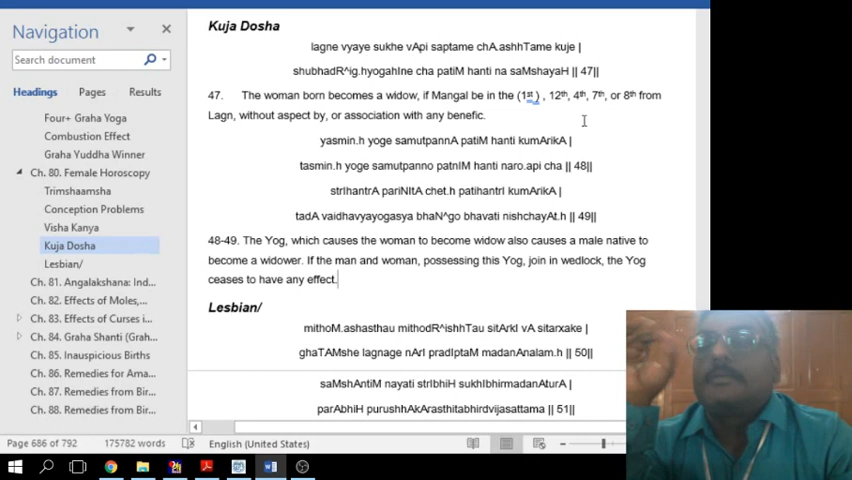 Navigation
Search document
Headings Pages Results
Four+ Graha Yoga
Combustion Effect
Graha Yuddha Winner
Ch. 80. Female Horoscopy
Trimshaamsha
Conception Problems
Visha Kanya
Kuja Dosha
Lesbian/
Ch. 81. Angalakshana: Ind...
Ch. 82. Effects of Moles,...
Ch. 83. Effects of Curses i...
Ch. 84. Graha Shanti (Grah...
Ch. 85. Inauspicious Births
Ch. 86. Remedies for Ama...
Ch. 87. Remedies from Bir...
Ch. 88. Remedies from Bir...
Kuja Dosha
lagne vyaye sukhe vApi saptame chA.ashhTame kuje |
shubhadR^ig.hyogahIne cha patiM hanti na saMshayaH || 47||
47. The woman born becomes a widow, if Mangal be in the (1st ) , 12th, 4th, 7th, or 8th from
Lagn, without aspect by, or association with any benefic.
yasmin.h yoge samutpannA patiM hanti kumArikA |
tasmin.h yoge samutpanno patnIM hanti naro.api cha || 48||
strIhantrA pariNItA chet.h patihantrI kumArikA |
tadA vaidhavyayogasya bhaN^go bhavati nishchayAt.h || 49||
48-49. The Yog, which causes the woman to become widow also causes a male native to
become a widower. If the man and woman, possessing this Yog, join in wedlock, the Yog
ceases to have any effect.
Lesbian/
mithoM.ashasthau mithodR^ishhTau sitArkI vA sitarxake |
ghaTAMshe lagnage nArI pradIptaM madanAnalam.h || 50||
saMshAntiM nayati strIbhiH sukhIbhirmadanAturA |
parAbhiH purushhAkArasthitabhirdvijasattama || 51||
Page 686 of 792 175782 words English (United States)